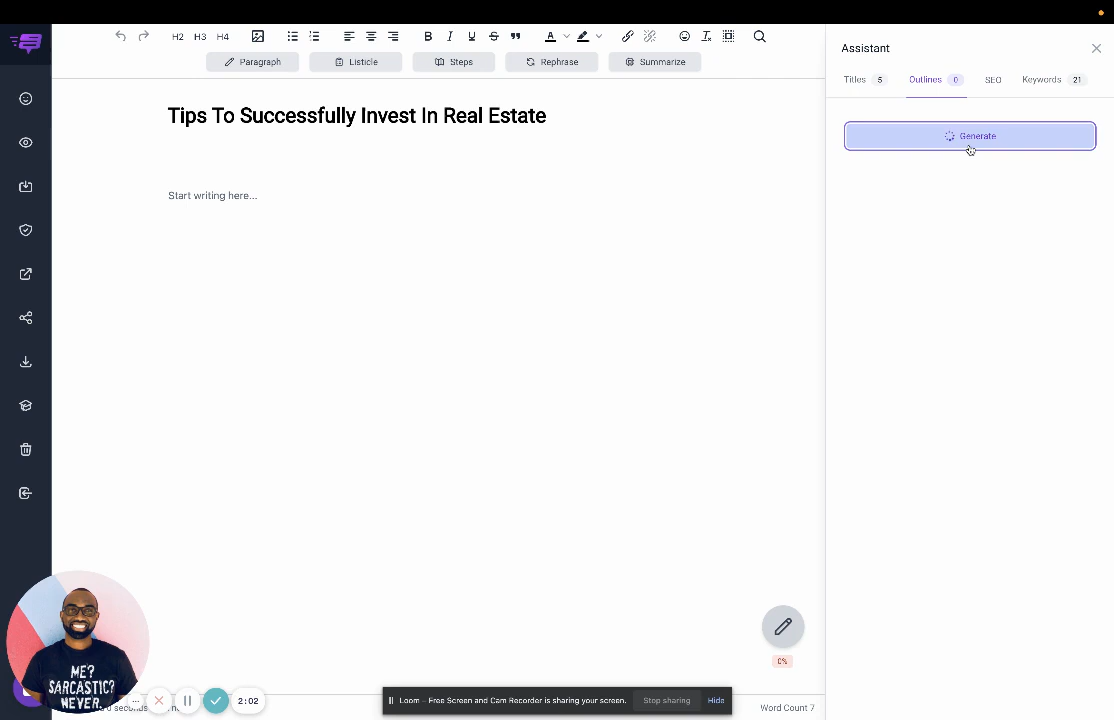 H2 H3 H4 B I U S A
Paragraph Listicle Steps Rephrase Summarize
Tips To Successfully Invest In Real Estate
Start writing here...
Assistant
Titles 5 Outlines 0 SEO Keywords 21
Generate
0%
ME?
SARCASTIC?
NEVER.
2:02
Loom – Free Screen and Cam Recorder is sharing your screen. Stop sharing Hide
Word Count 7